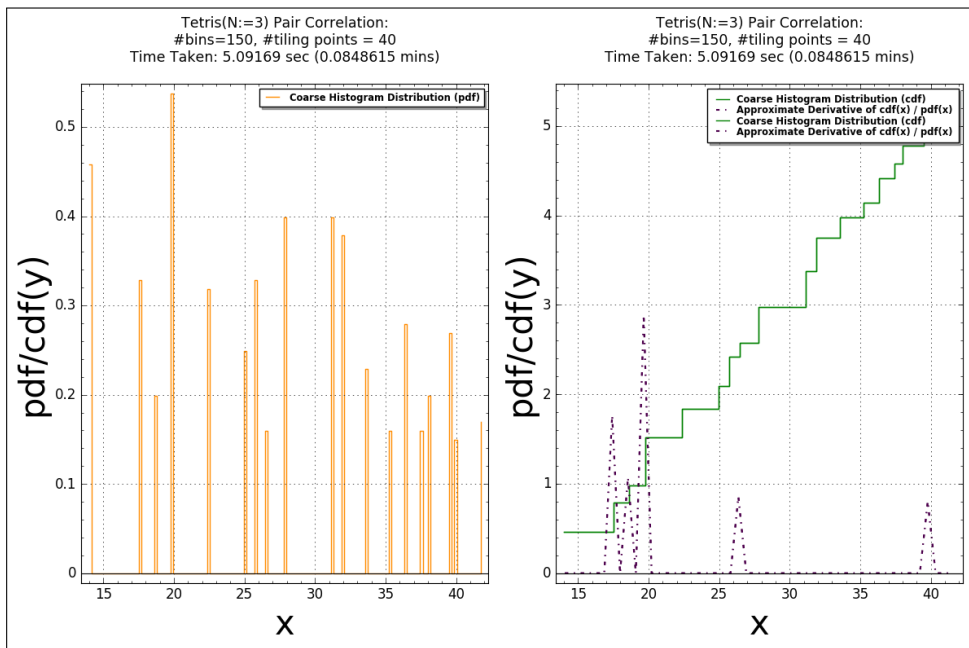 Tetris(N:=3) Pair Correlation:
#bins=150, #tiling points = 40
Time Taken: 5.09169 sec (0.0848615 mins)
Coarse Histogram Distribution (pdf)
0.5
0.4
0.3
0.2
0.1
0
pdf/cdf(y)
15 20 25 30 35 40
x
Tetris(N:=3) Pair Correlation:
#bins=150, #tiling points = 40
Time Taken: 5.09169 sec (0.0848615 mins)
Coarse Histogram Distribution (cdf)
Approximate Derivative of cdf(x) / pdf(x)
Coarse Histogram Distribution (cdf)
Approximate Derivative of cdf(x) / pdf(x)
5
4
3
2
1
0
pdf/cdf(y)
15 20 25 30 35 40
x